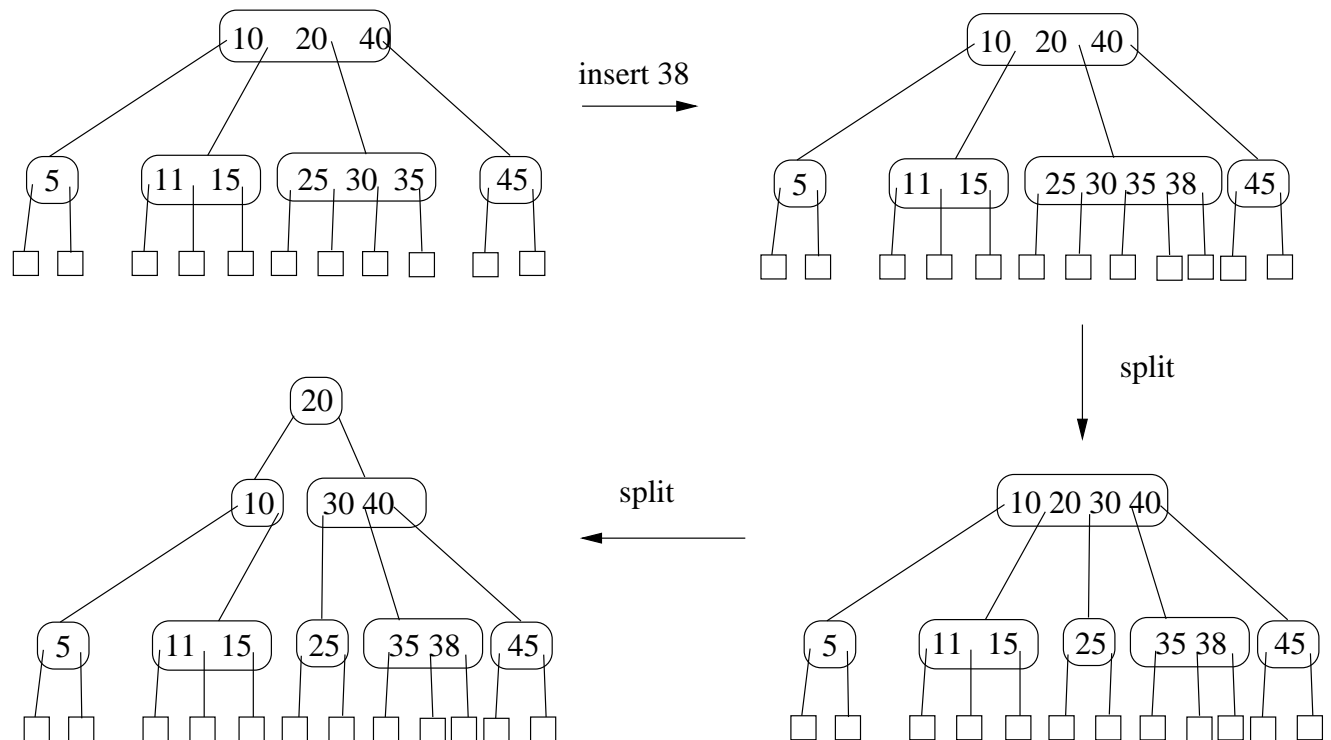 10 20 40
insert 38
5 11 15 25 30 35 45
10 20 40
5 11 15 25 30 35 38 45
split
10 20 30 40
5 11 15 25 35 38 45
split
20
10 30 40
5 11 15 25 35 38 45